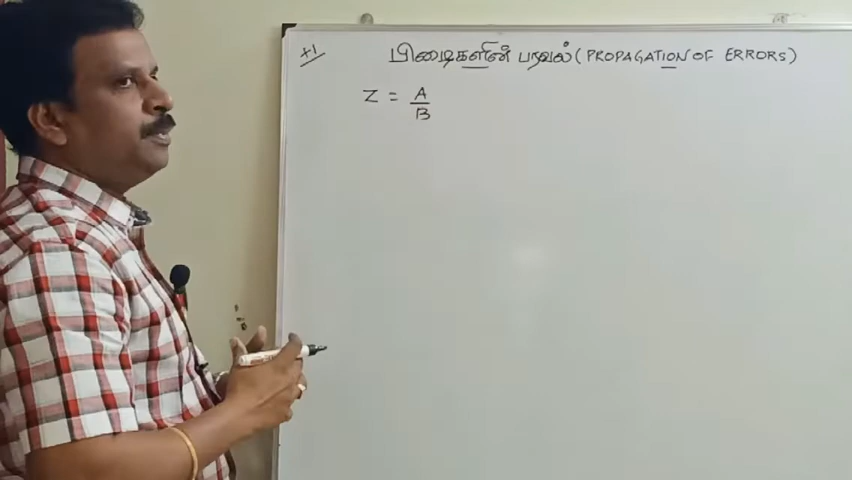 +1
பிழைகளின் பரவல் (PROPAGATION OF ERRORS)
Z = A/B